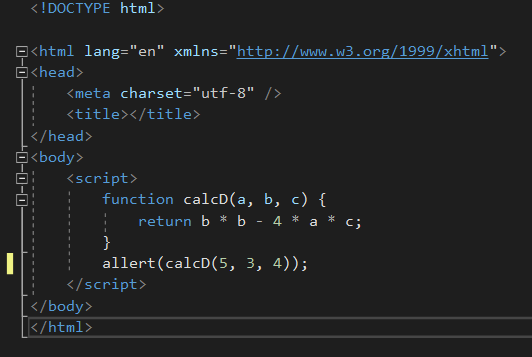 <!DOCTYPE html>
<html lang="en" xmlns="http://www.w3.org/1999/xhtml">
<head>
<meta charset="utf-8" />
<title></title>
</head>
<body>
<script>
function calcD(a, b, c) {
return b * b - 4 * a * c;
}
allert(calcD(5, 3, 4));
</script>
</body>
</html>